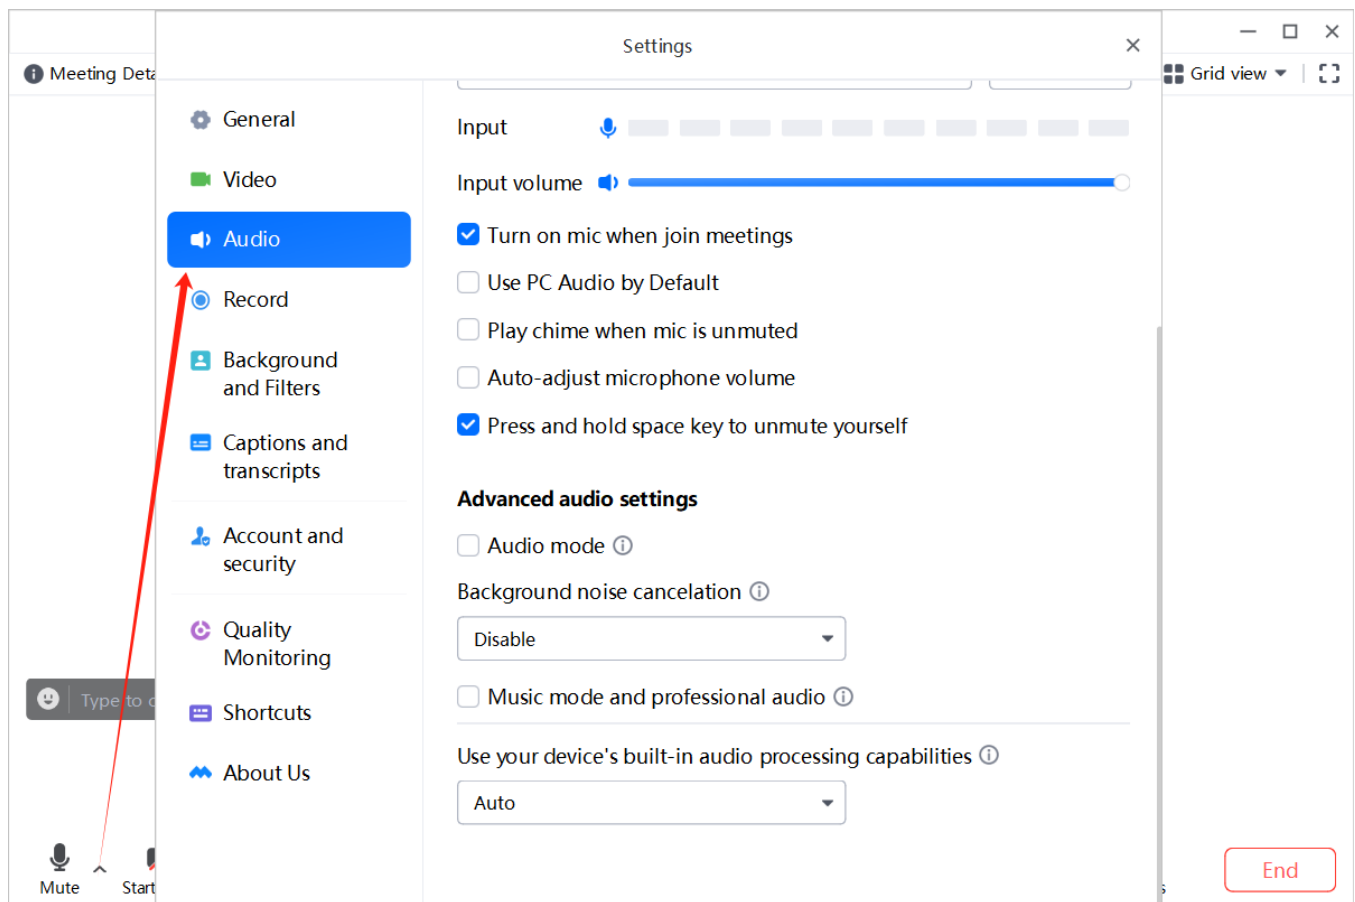 Settings
Meeting Deta
Grid view
General
Input
Video
Input volume
Audio
Turn on mic when join meetings
Use PC Audio by Default
Record
Play chime when mic is unmuted
Background
and Filters
Auto-adjust microphone volume
Press and hold space key to unmute yourself
Captions and
transcripts
Advanced audio settings
Account and
security
Audio mode
Background noise cancelation
Quality
Monitoring
Disable
Type to c
Music mode and professional audio
Shortcuts
Use your device's built-in audio processing capabilities
About Us
Auto
Mute
Start
s
End